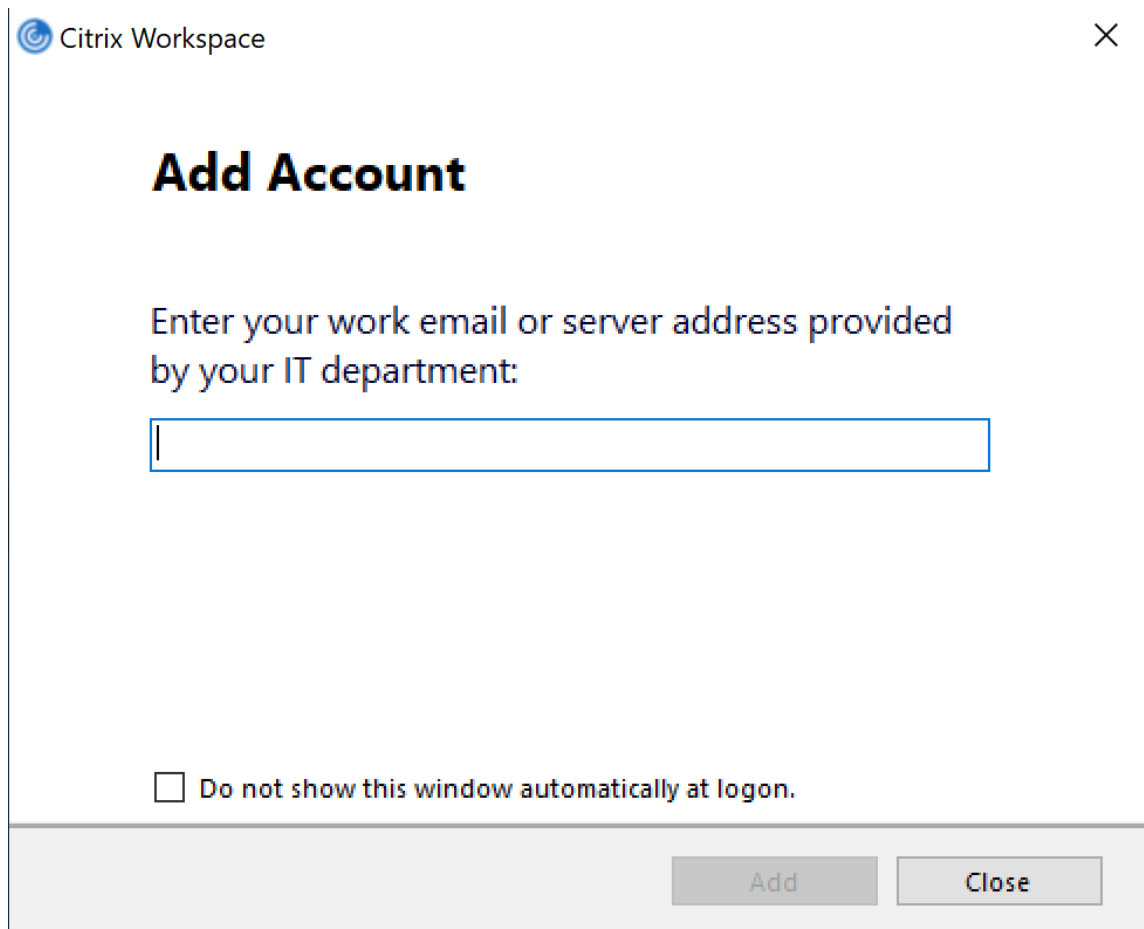 Citrix Workspace
Add Account
Enter your work email or server address provided
by your IT department:
Do not show this window automatically at logon.
Add
Close